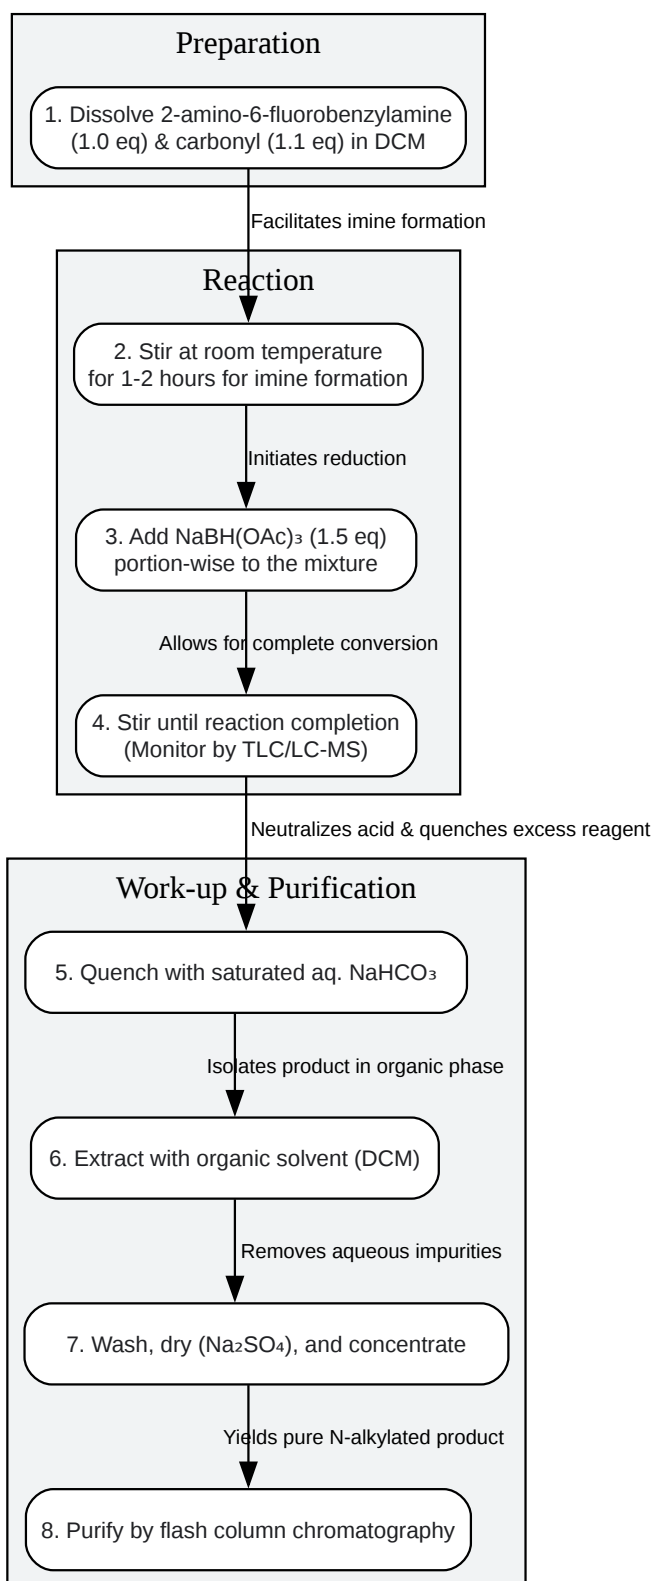 Preparation
1. Dissolve 2-amino-6-fluorobenzylamine
(1.0 eq) & carbonyl (1.1 eq) in DCM
Facilitates imine formation
Reaction
2. Stir at room temperature
for 1-2 hours for imine formation
Initiates reduction
3. Add NaBH(OAc)₃ (1.5 eq)
portion-wise to the mixture
Allows for complete conversion
4. Stir until reaction completion
(Monitor by TLC/LC-MS)
Neutralizes acid & quenches excess reagent
Work-up & Purification
5. Quench with saturated aq. NaHCO₃
Isolates product in organic phase
6. Extract with organic solvent (DCM)
Removes aqueous impurities
7. Wash, dry (Na₂SO₄), and concentrate
Yields pure N-alkylated product
8. Purify by flash column chromatography